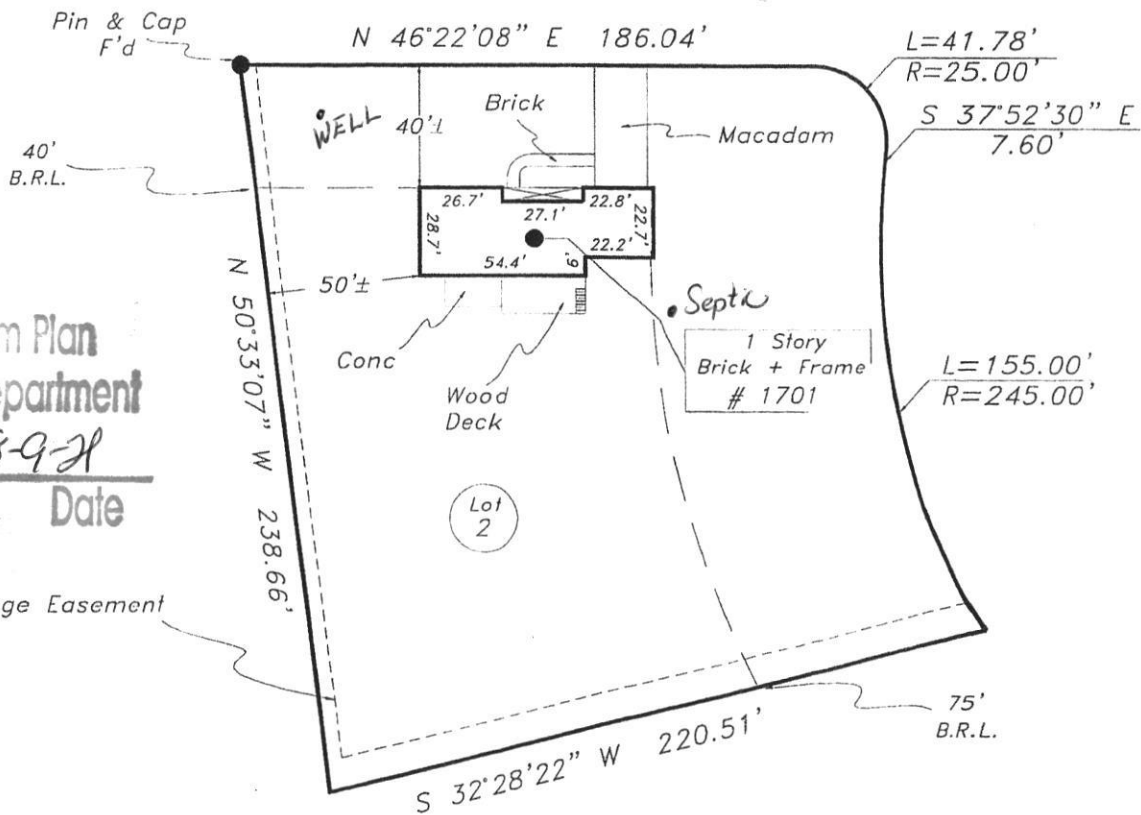 Pin & Cap
F'd
N 46°22'08" E 186.04'
L=41.78'
R=25.00'
S 37°52'30" E
7.60'
WELL
40'±
Brick
Macadam
40'
B.R.L.
26.7'
27.1'
22.8'
28.7'
22.7'
22.2'
54.4'
6'
50'±
N 50°33'07" W 238.66'
Septic
Conc
Wood
Deck
1 Story
Brick + Frame
# 1701
L=155.00'
R=245.00'
Plan
Date
Lot
2
Easement
75'
B.R.L.
S 32°28'22" W 220.51'